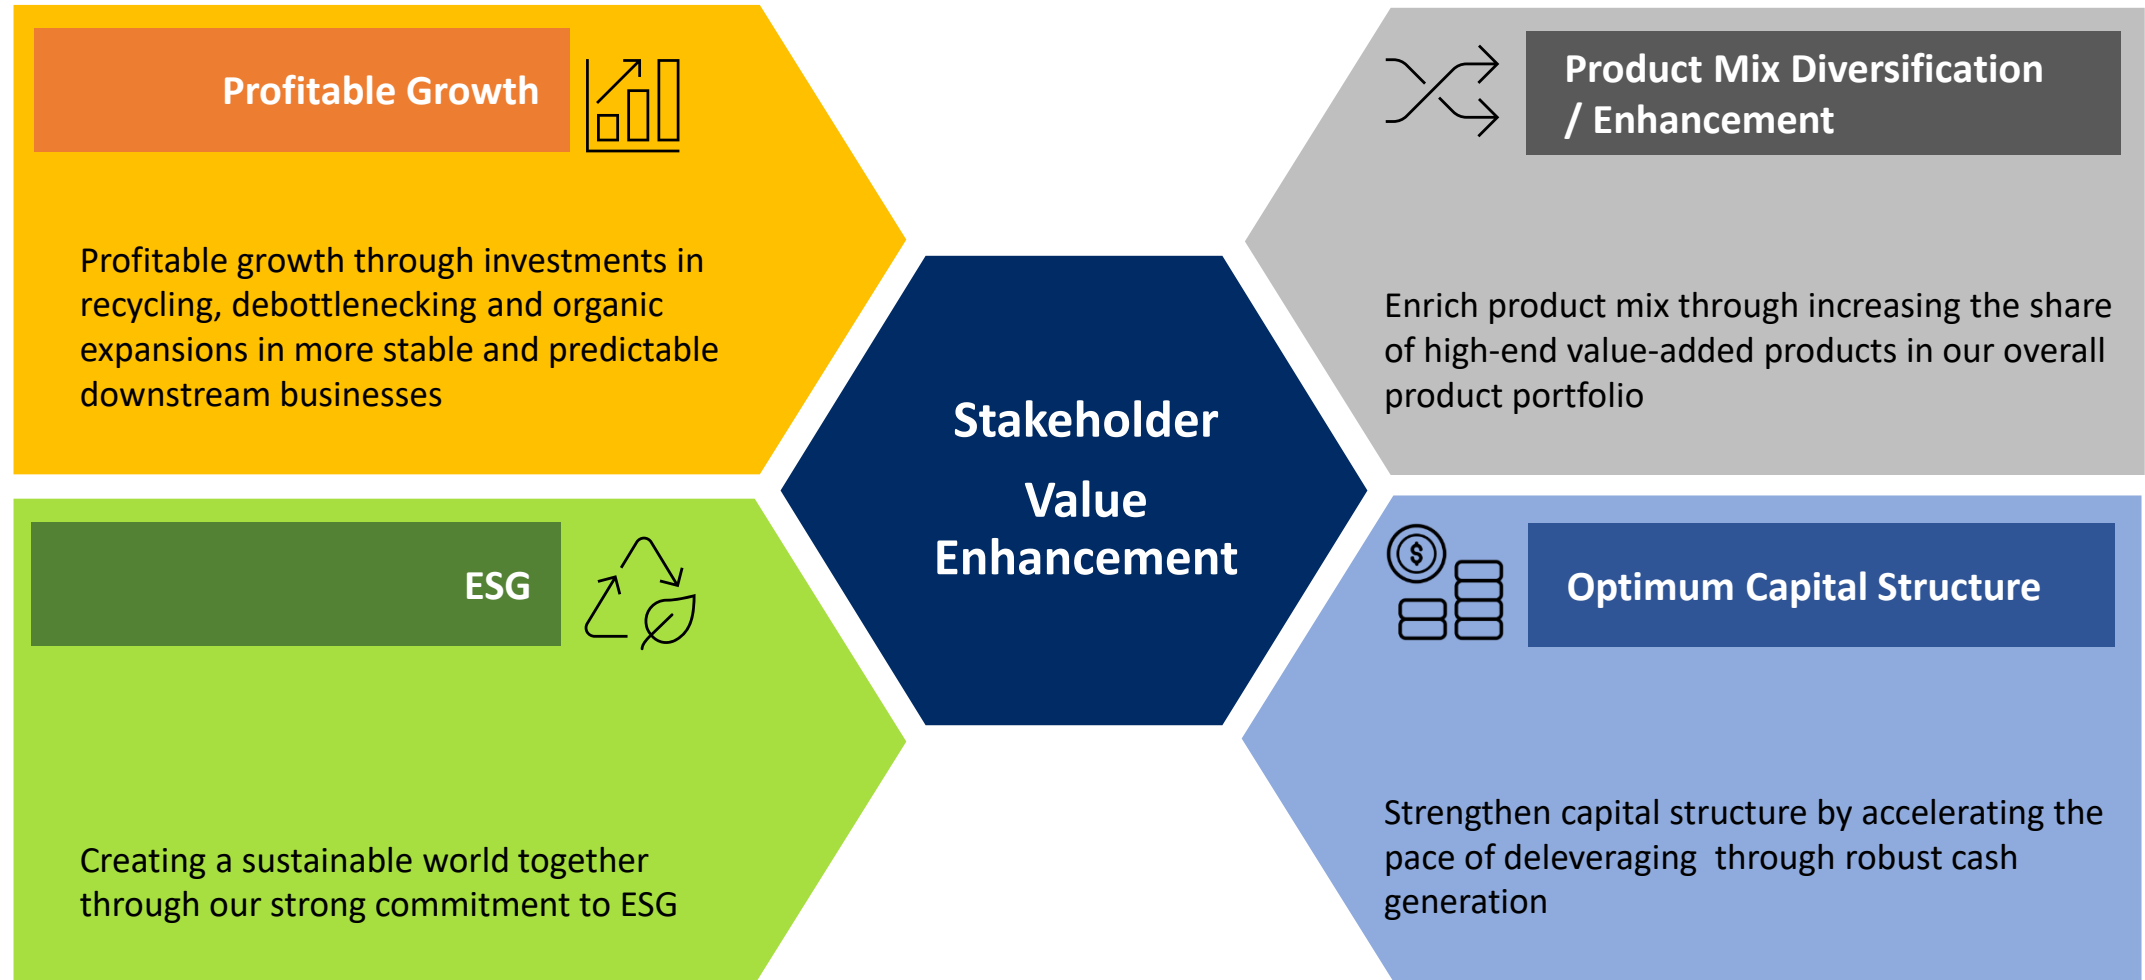 Profitable Growth
Profitable growth through investments in
recycling, debottlenecking and organic
expansions in more stable and predictable
downstream businesses
Product Mix Diversification
/ Enhancement
Enrich product mix through increasing the share
of high-end value-added products in our overall
product portfolio
Stakeholder
Value
Enhancement
ESG
Creating a sustainable world together
through our strong commitment to ESG
$
Optimum Capital Structure
Strengthen capital structure by accelerating the
pace of deleveraging  through robust cash
generation